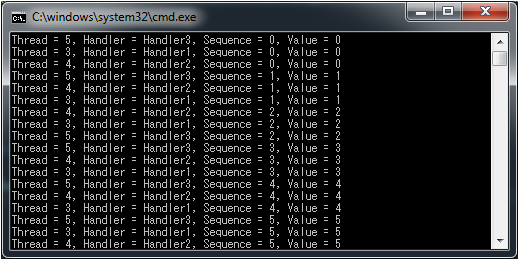 C:\windows\system32\cmd.exe
Thread = 5, Handler = Handler3, Sequence = 0, Value = 0
Thread = 3, Handler = Handler1, Sequence = 0, Value = 0
Thread = 4, Handler = Handler2, Sequence = 0, Value = 0
Thread = 5, Handler = Handler3, Sequence = 1, Value = 1
Thread = 4, Handler = Handler2, Sequence = 1, Value = 1
Thread = 3, Handler = Handler1, Sequence = 1, Value = 1
Thread = 4, Handler = Handler2, Sequence = 2, Value = 2
Thread = 3, Handler = Handler1, Sequence = 2, Value = 2
Thread = 5, Handler = Handler3, Sequence = 2, Value = 2
Thread = 5, Handler = Handler3, Sequence = 3, Value = 3
Thread = 4, Handler = Handler2, Sequence = 3, Value = 3
Thread = 3, Handler = Handler1, Sequence = 3, Value = 3
Thread = 5, Handler = Handler3, Sequence = 4, Value = 4
Thread = 4, Handler = Handler2, Sequence = 4, Value = 4
Thread = 3, Handler = Handler1, Sequence = 4, Value = 4
Thread = 5, Handler = Handler3, Sequence = 5, Value = 5
Thread = 3, Handler = Handler1, Sequence = 5, Value = 5
Thread = 4, Handler = Handler2, Sequence = 5, Value = 5